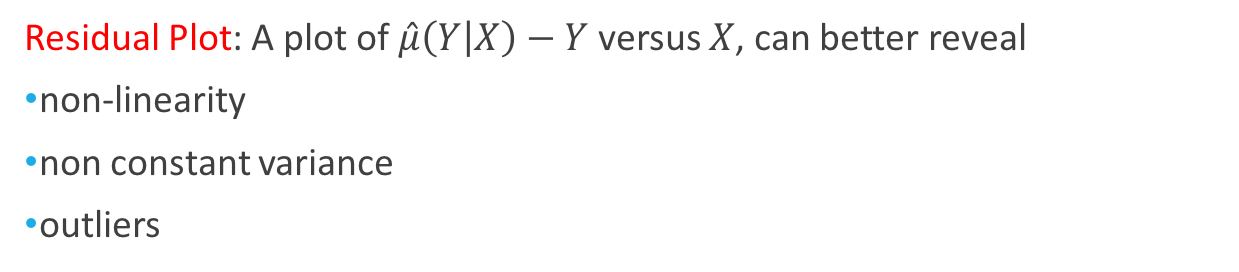 Residual Plot: A plot of μ̂(Y|X) − Y versus X, can better reveal
•non-linearity
•non constant variance
•outliers